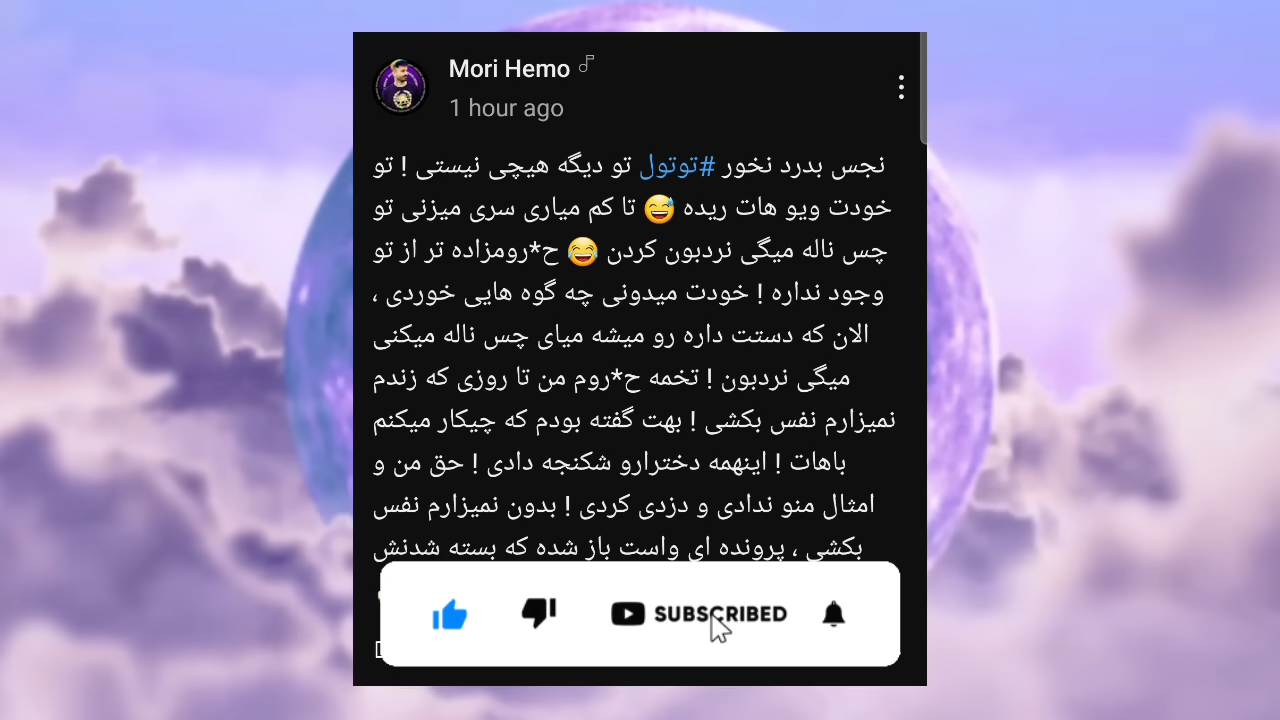 Mori Hemo
1 hour ago
نجس بدرد نخور #توتول تو دیگه هیچی نیستی ! تو
خودت ویو هات ریده 😅 تا کم میاری سری میزنی تو
چس ناله میگی نردبون کردن 😂 ح*رومزاده تر از تو
وجود نداره ! خودت میدونی چه گوه هایی خوردی ،
الان که دستت داره رو میشه میای چس ناله میکنی
میگی نردبون ! تخمه ح*روم من تا روزی که زندم
نمیزارم نفس بکشی ! بهت گفته بودم که چیکار میکنم
باهات ! اینهمه دخترارو شکنجه دادی ! حق من و
امثال منو ندادی و دزدی کردی ! بدون نمیزارم نفس
بکشی ، پرونده ای واست باز شده که بسته شدنش
SUBSCRIBED